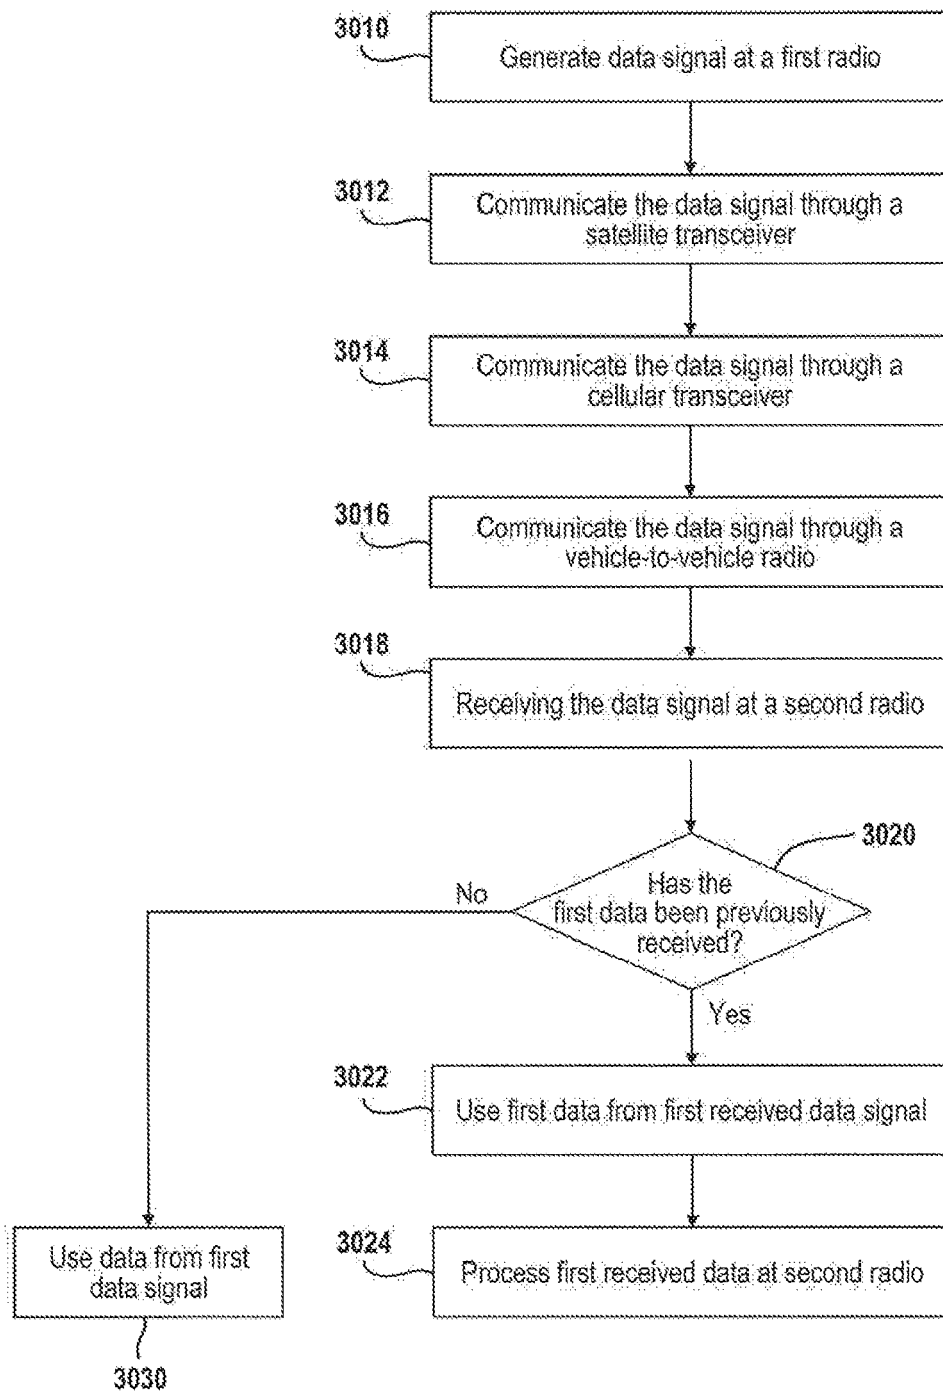 3010
Generate data signal at a first radio
3012
Communicate the data signal through a
satellite transceiver
3014
Communicate the data signal through a
cellular transceiver
3016
Communicate the data signal through a
vehicle-to-vehicle radio
3018
Receiving the data signal at a second radio
3020
Has the
first data been previously
received?
No
Yes
3022
Use first data from first received data signal
3024
Process first received data at second radio
Use data from first
data signal
3030